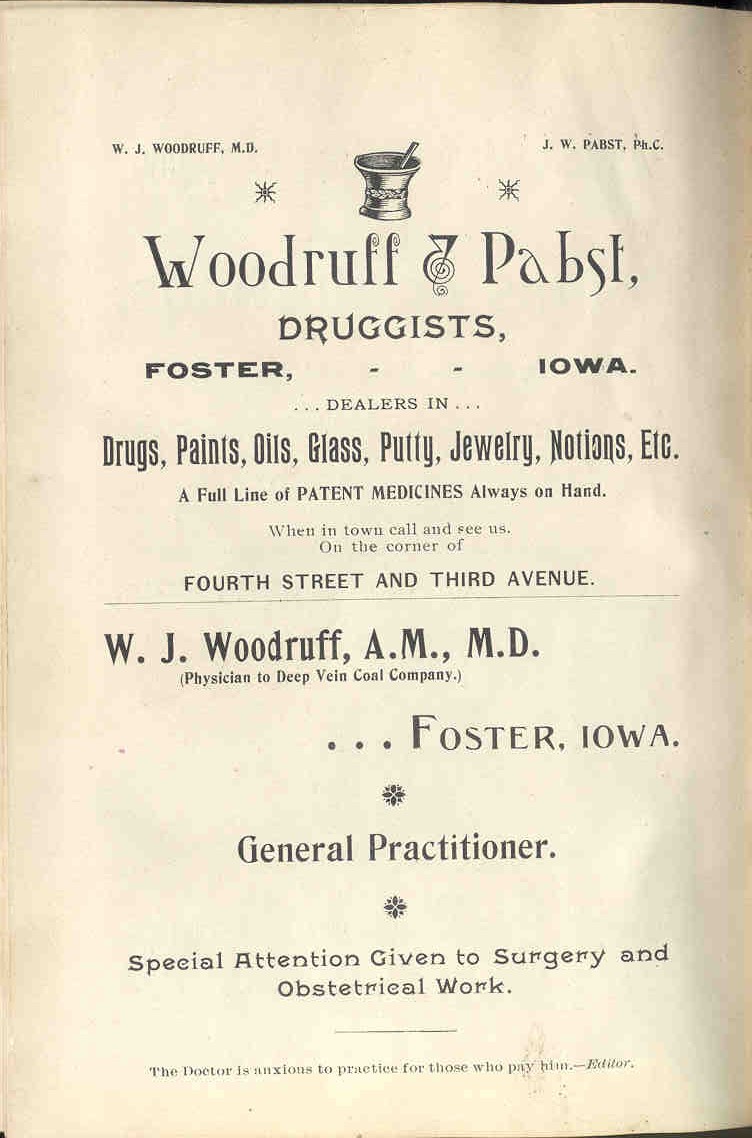 W. J. WOODRUFF, M.D. J. W. PABST, Ph.C.
Woodruff & Pabst,
DRUGGISTS,
FOSTER, - - IOWA.
... DEALERS IN ...
Drugs, Paints, Oils, Glass, Putty, Jewelry, Notions, Etc.
A Full Line of PATENT MEDICINES Always on Hand.
When in town call and see us.
On the corner of
FOURTH STREET AND THIRD AVENUE.
W. J. Woodruff, A.M., M.D.
(Physician to Deep Vein Coal Company.)
... FOSTER, IOWA.
General Practitioner.
Special Attention Given to Surgery and
Obstetrical Work.
The Doctor is anxious to practice for those who pay him.—Editor.